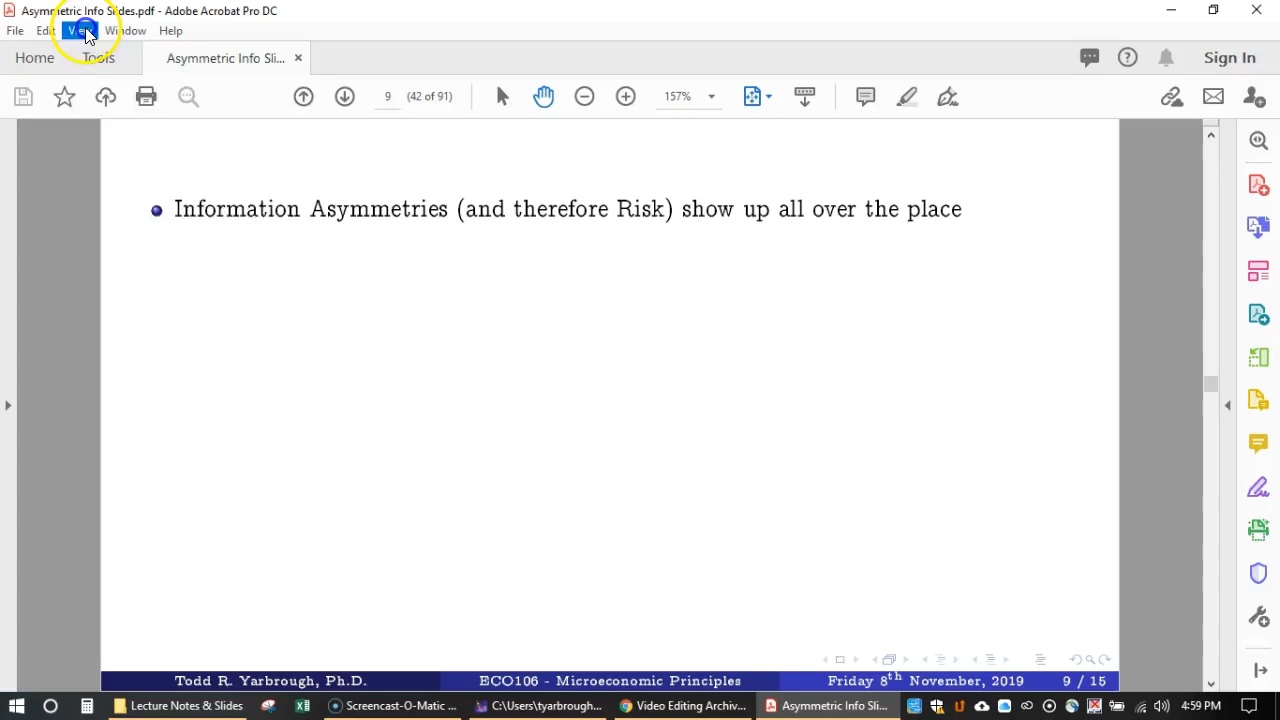 Asymmetric Info Slides.pdf - Adobe Acrobat Pro DC
File Edit View Window Help
Home Tools Asymmetric Info Sli... × Sign In
9 (42 of 91) 157%
Information Asymmetries (and therefore Risk) show up all over the place
Todd R. Yarbrough, Ph.D. ECO106 - Microeconomic Principles Friday 8th November, 2019 9 / 15
Lecture Notes & Slides Screencast-O-Matic ... C:\Users\tyarbrough... Video Editing Archiv... Asymmetric Info Sli... 4:59 PM